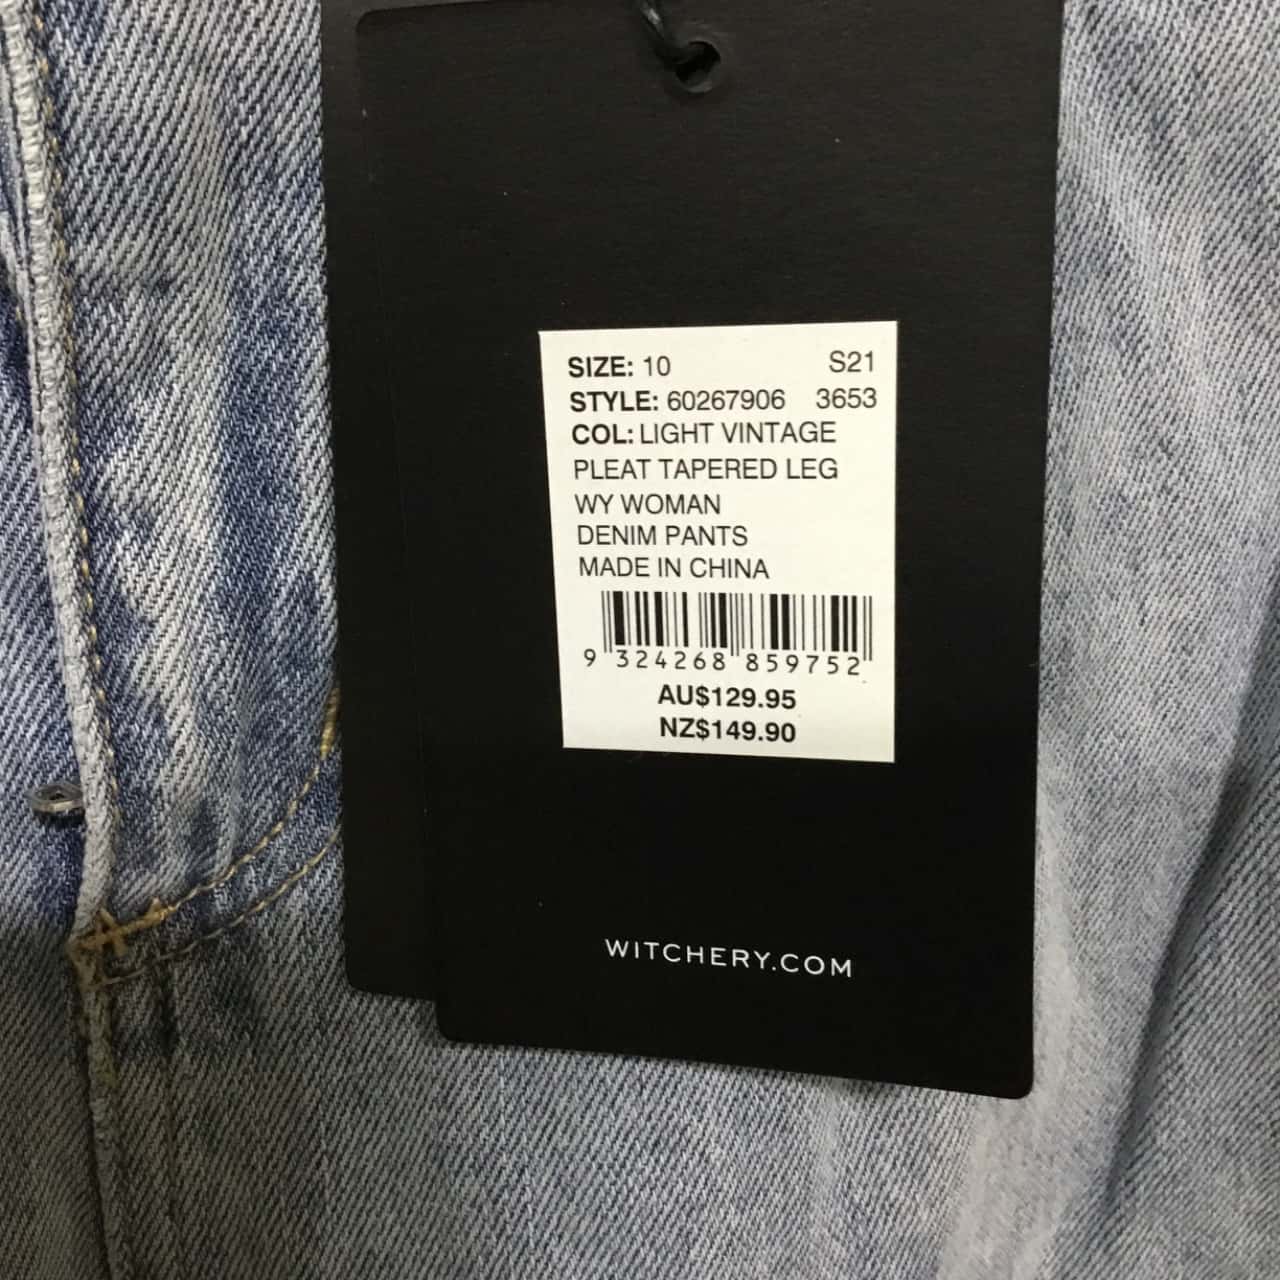 SIZE: 10 S21
STYLE: 60267906 3653
COL: LIGHT VINTAGE
PLEAT TAPERED LEG
WY WOMAN
DENIM PANTS
MADE IN CHINA
9 324268 859752
AU$129.95
NZ$149.90
WITCHERY.COM